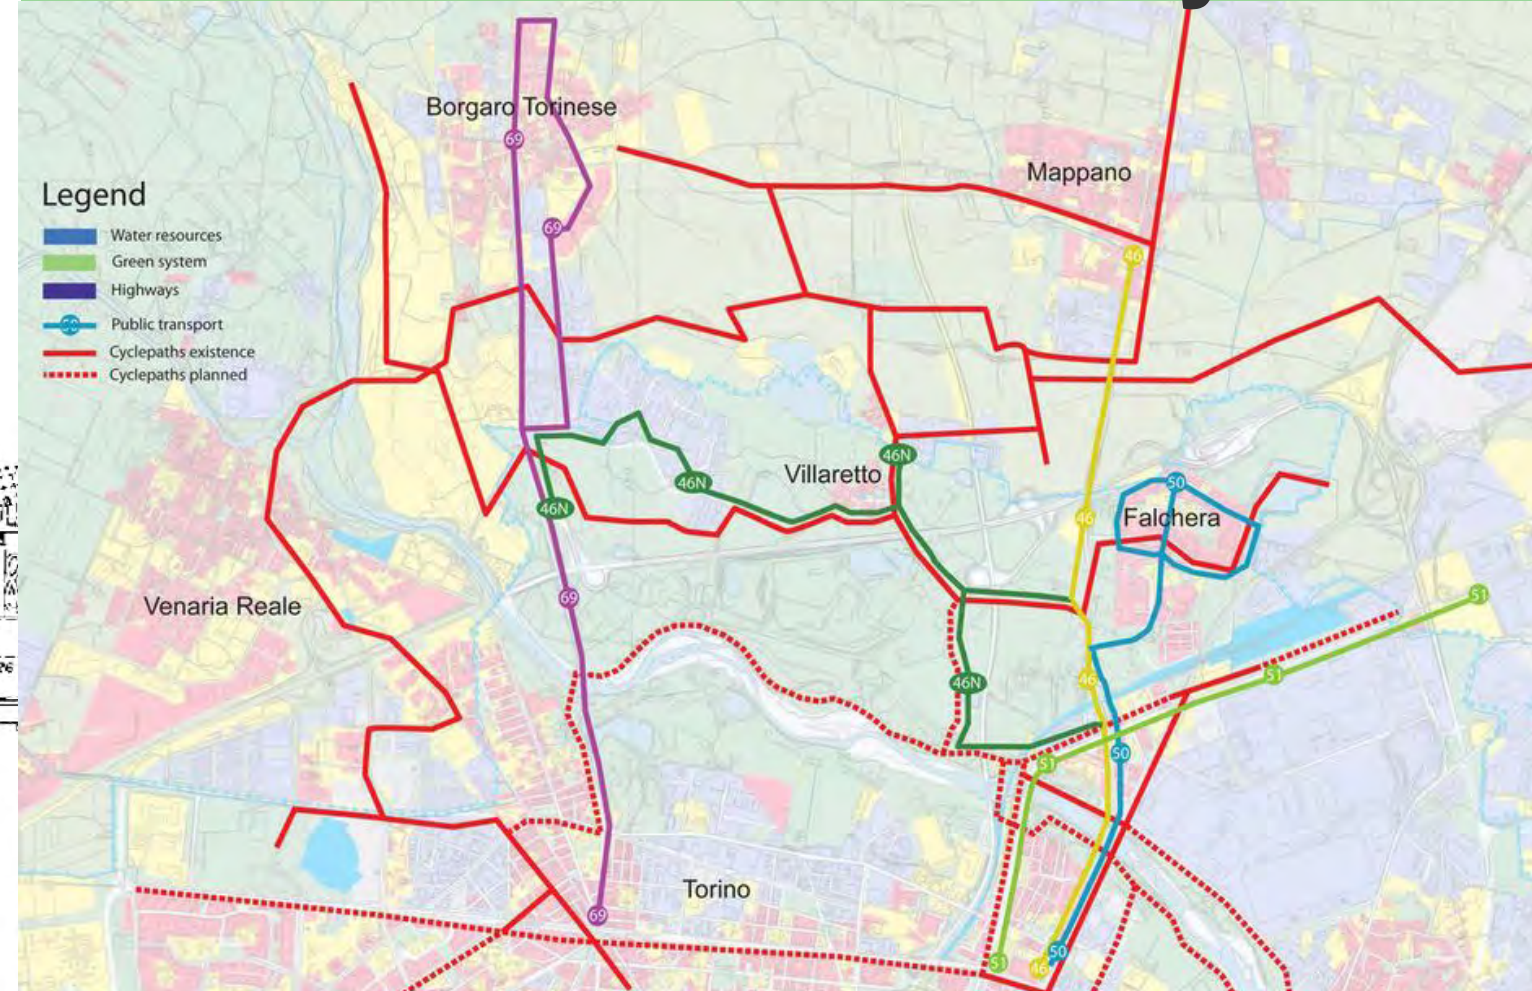 Borgaro Torinese
69
Mappano
Legend
69
Water resources
46
Green system
Highways
50
Public transport
Cyclepaths existence
Cyclepaths planned
46N
Villaretto
46N
50
46N
46
Falchera
69
Venaria Reale
51
46N
46
51
50
51
Torino
69
50
51
46